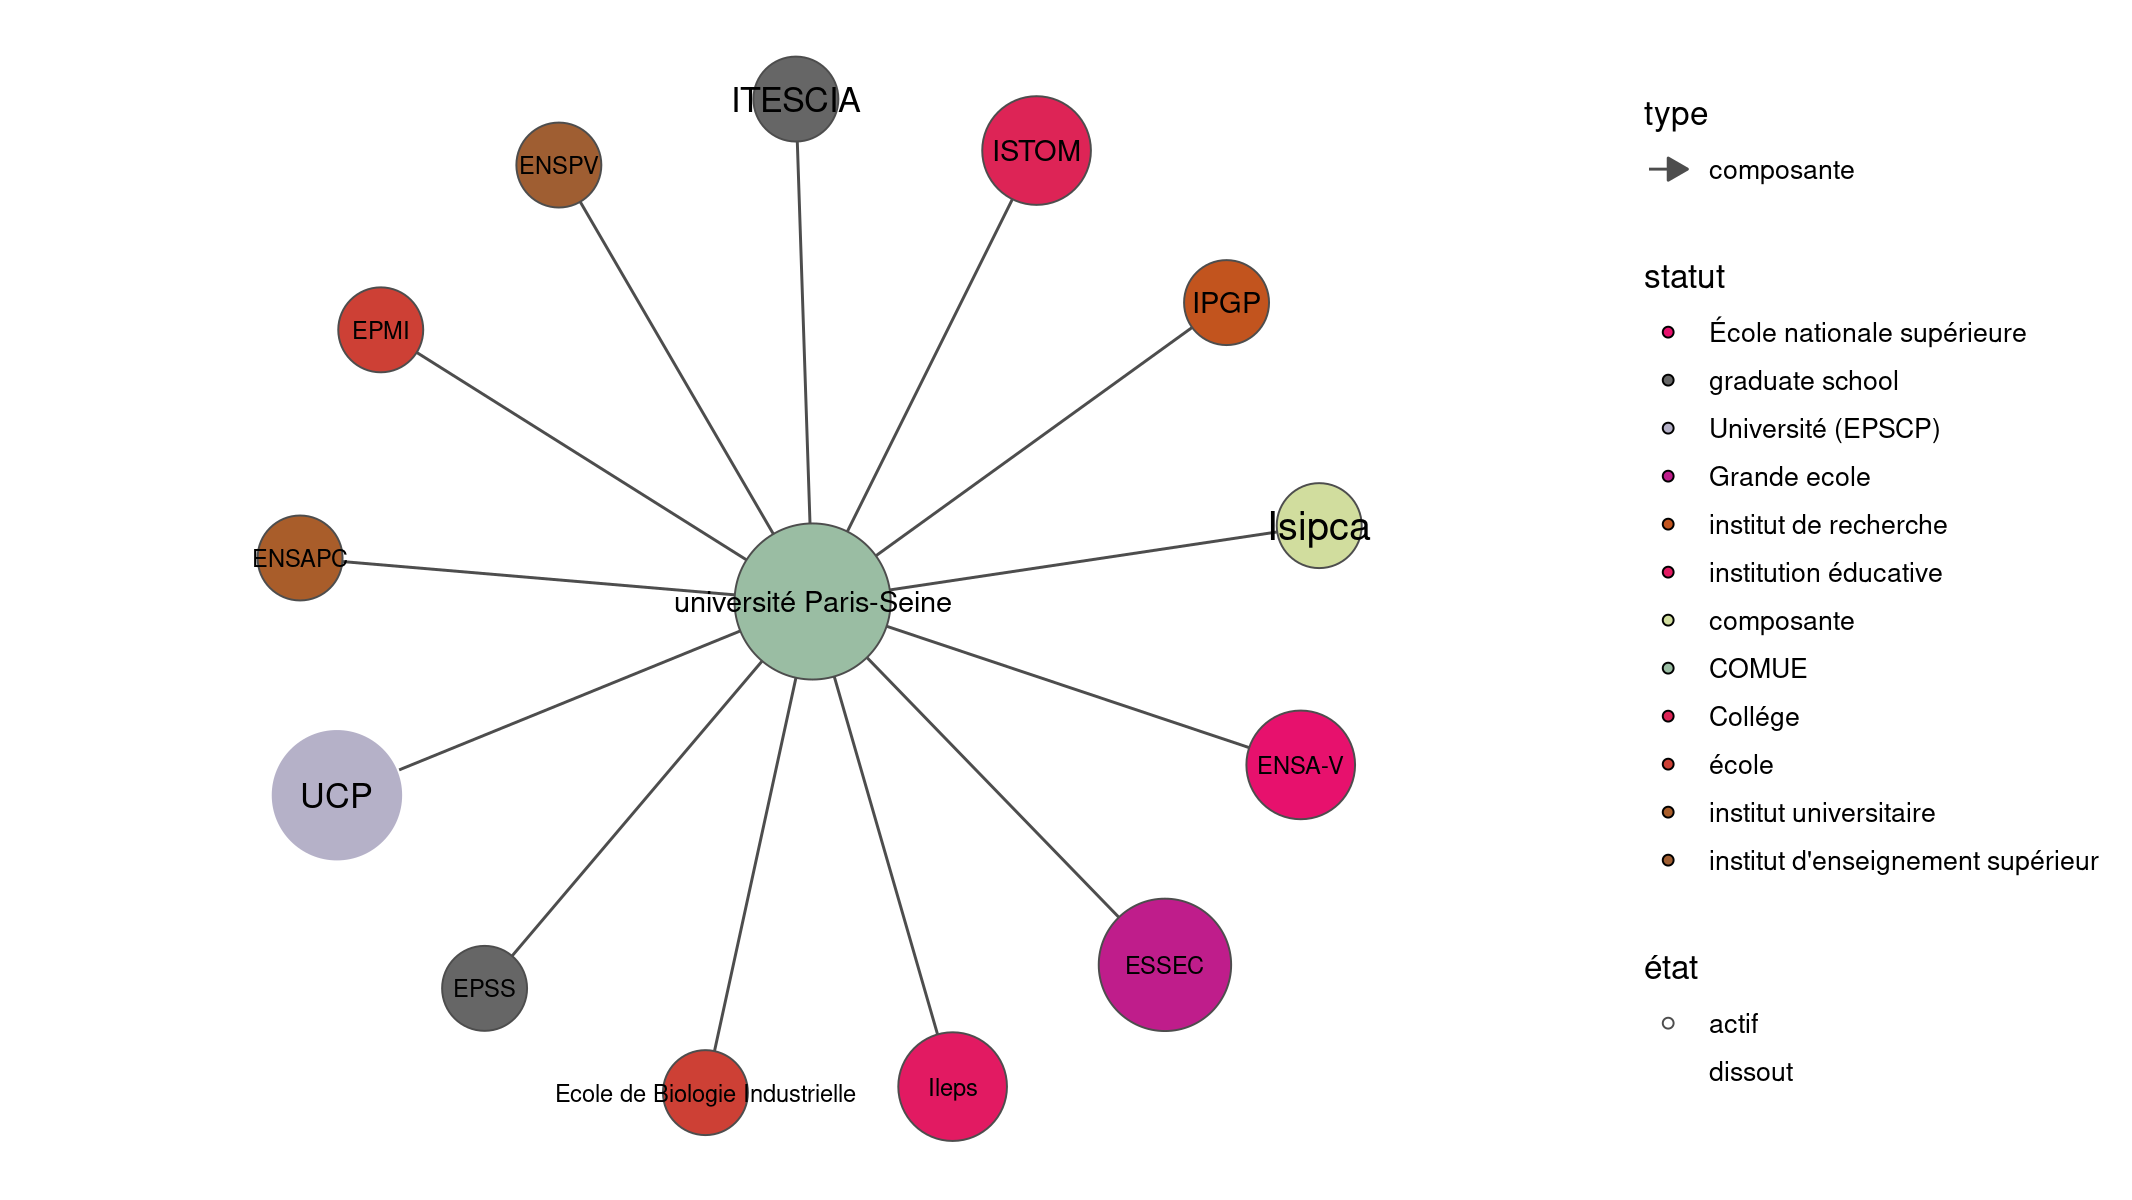 ITESCIA
ISTOM
ENSPV
IPGP
EPMI
Isipca
ENSAPC
université Paris-Seine
ENSA-V
UCP
ESSEC
EPSS
Ileps
Ecole de Biologie Industrielle
type
composante
statut
École nationale supérieure
graduate school
Université (EPSCP)
Grande ecole
institut de recherche
institution éducative
composante
COMUE
Collége
école
institut universitaire
institut d'enseignement supérieur
état
actif
dissout